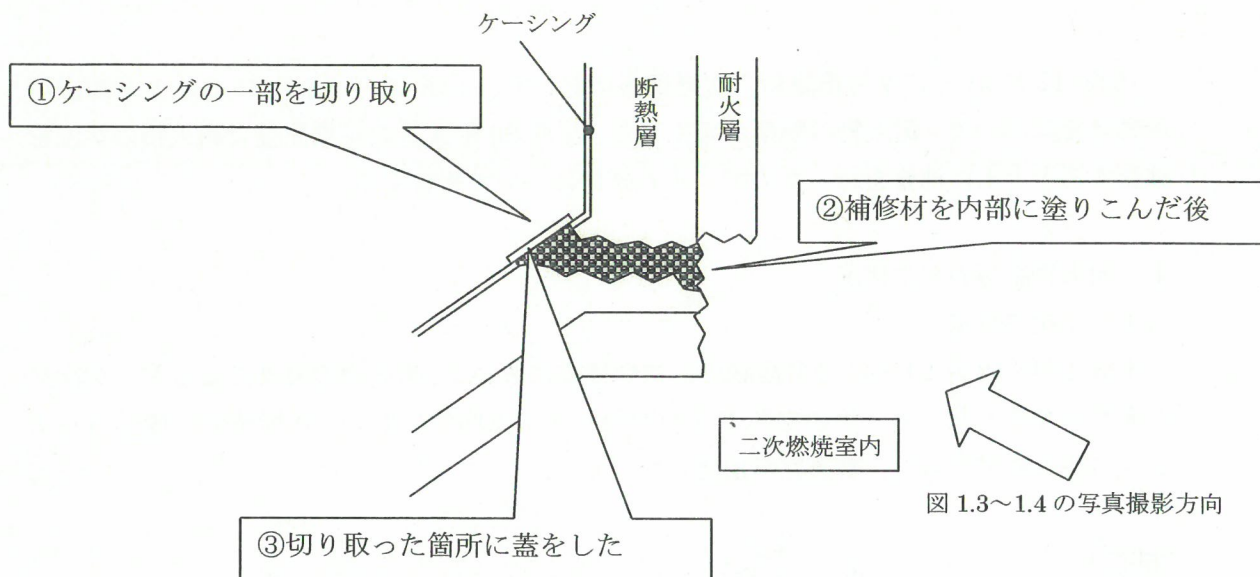 ケーシング
①ケーシングの一部を切り取り
断熱層
耐火層
②補修材を内部に塗りこんだ後
二次燃焼室内
図 1.3～1.4 の写真撮影方向
③切り取った箇所に蓋をした